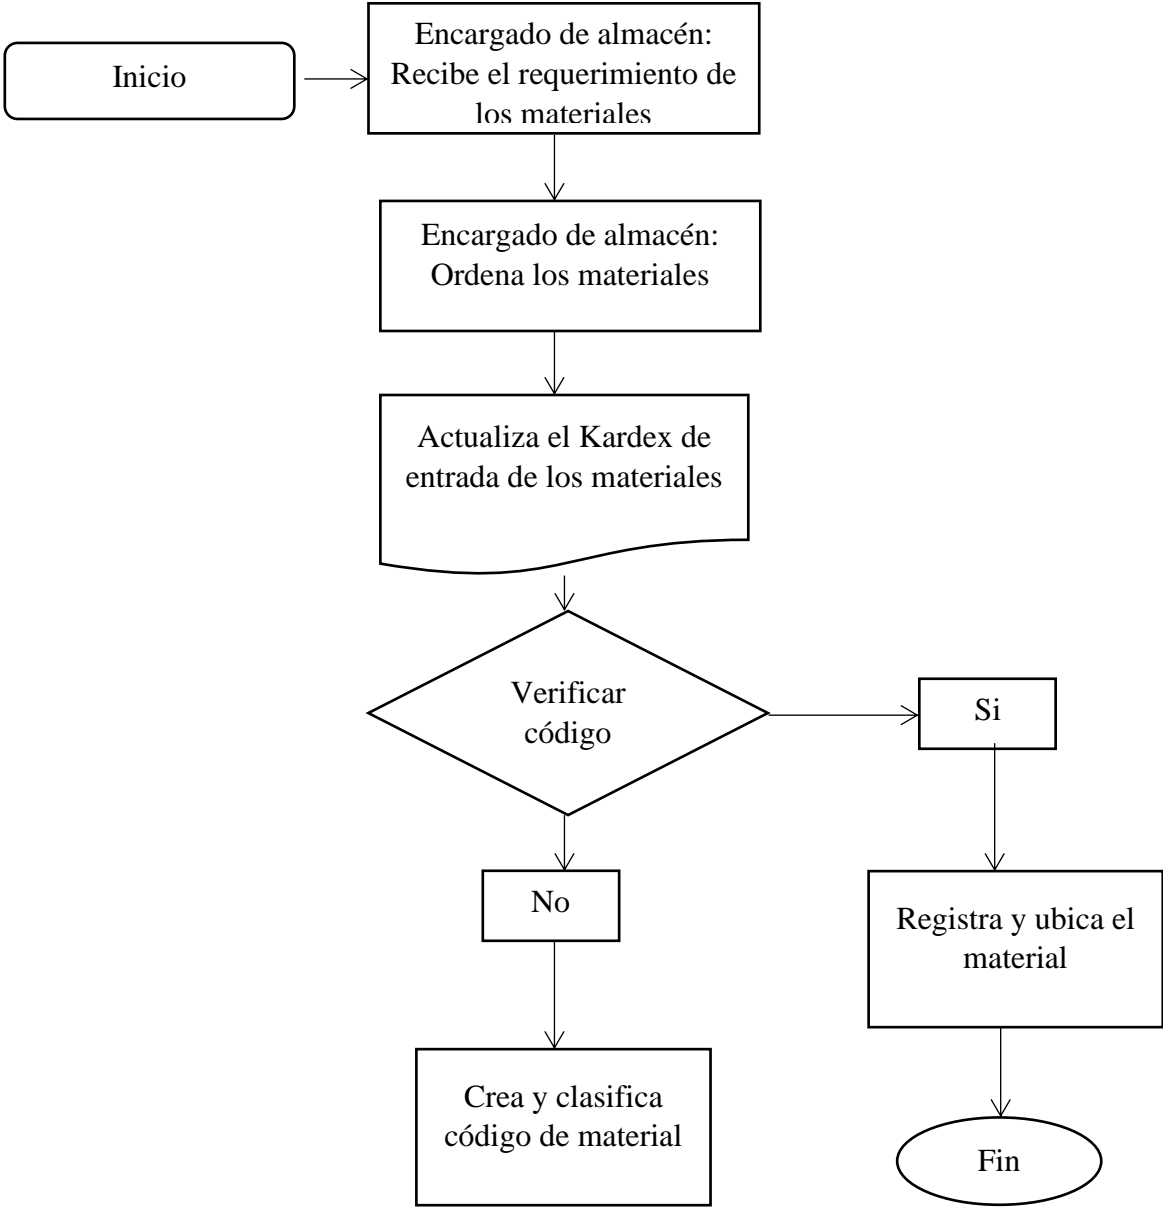 Inicio
Encargado de almacén:
Recibe el requerimiento de
los materiales
Encargado de almacén:
Ordena los materiales
Actualiza el Kardex de
entrada de los materiales
Verificar
código
Si
No
Registra y ubica el
material
Crea y clasifica
código de material
Fin